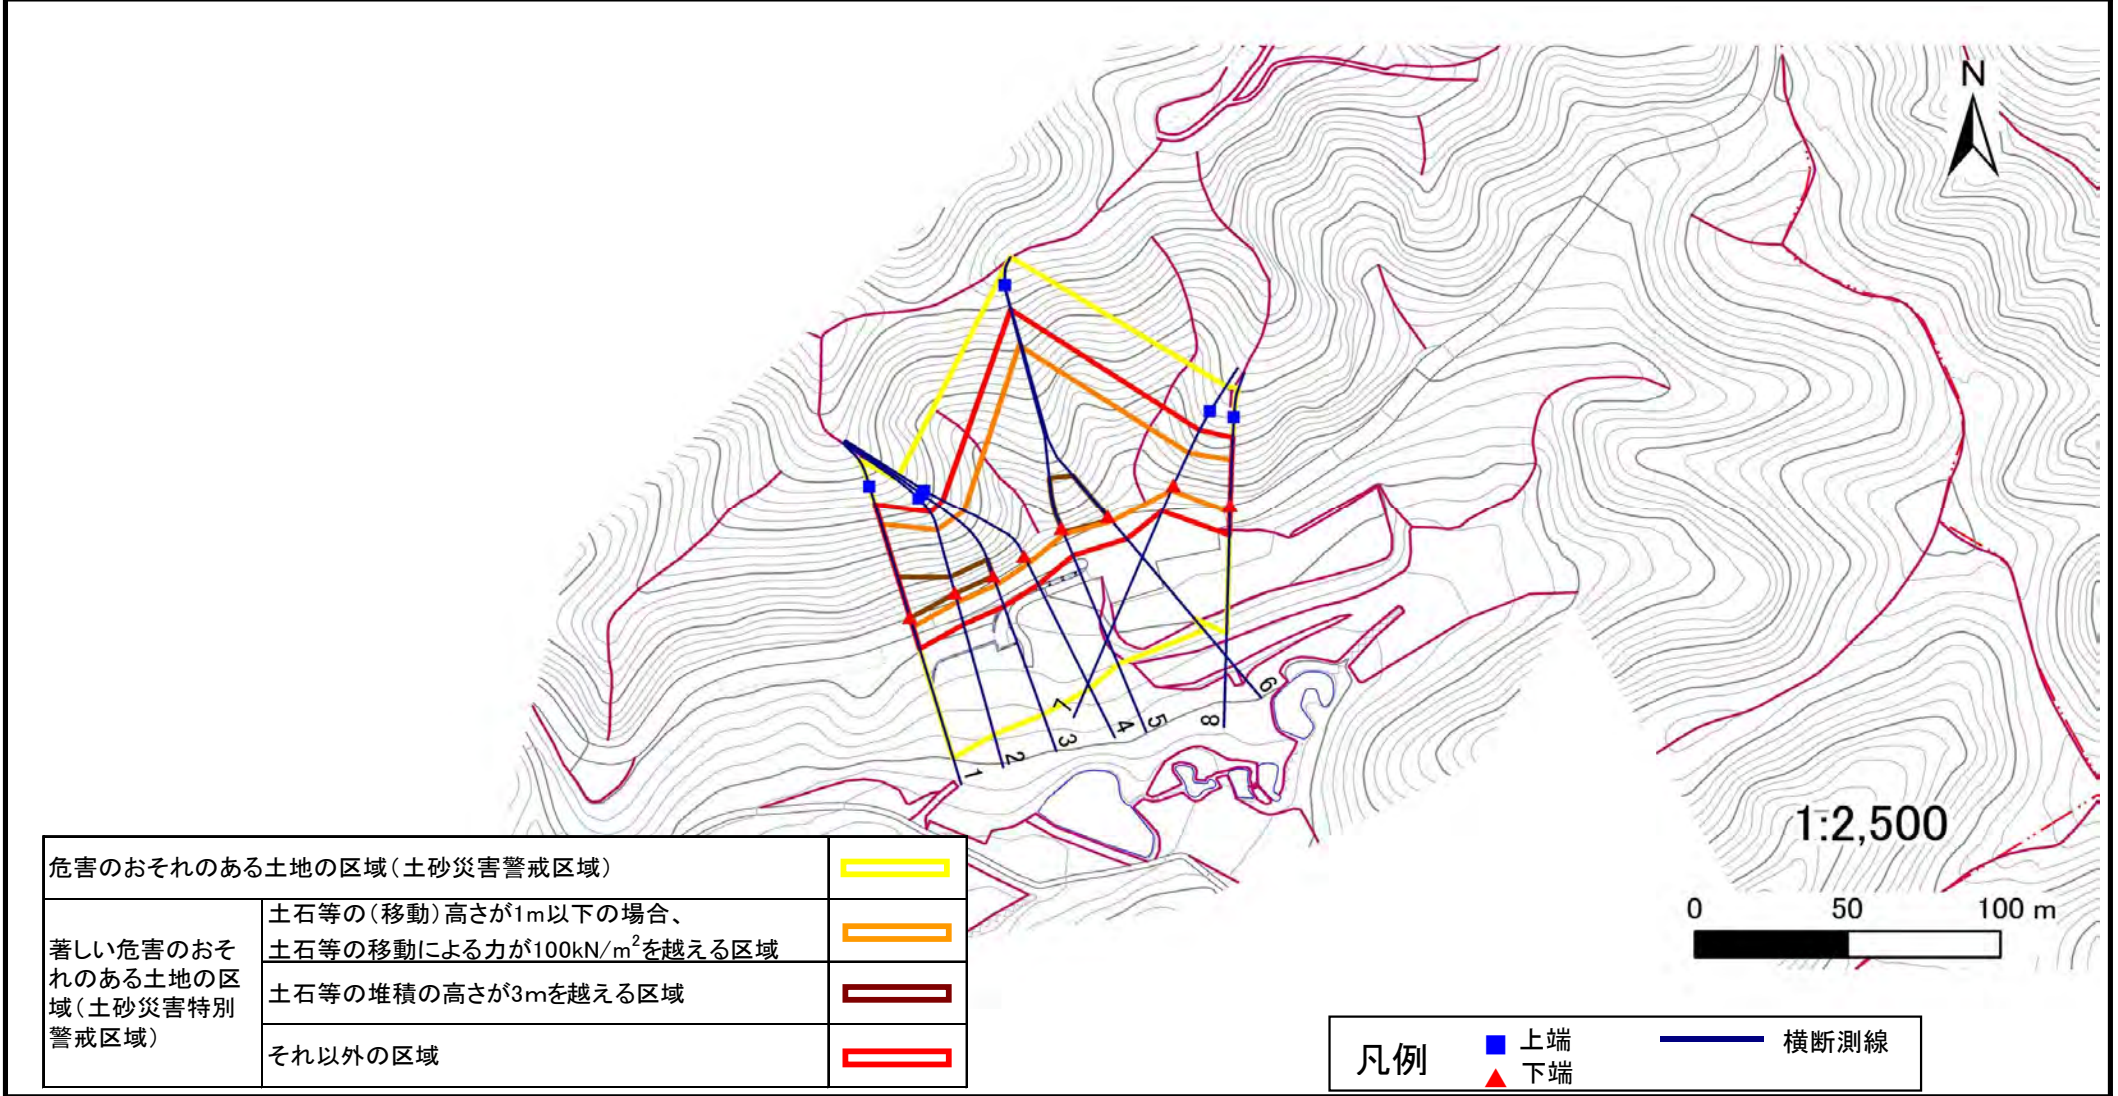 N
7
6
5
8
4
3
2
1
1:2,500
0 50 100 m
危害のおそれのある土地の区域(土砂災害警戒区域)
著しい危害のおそ
れのある土地の区
域(土砂災害特別
警戒区域)
土石等の(移動)高さが1m以下の場合、
土石等の移動による力が100kN/m²を越える区域
土石等の堆積の高さが3mを越える区域
それ以外の区域
凡例
上端
下端
横断測線